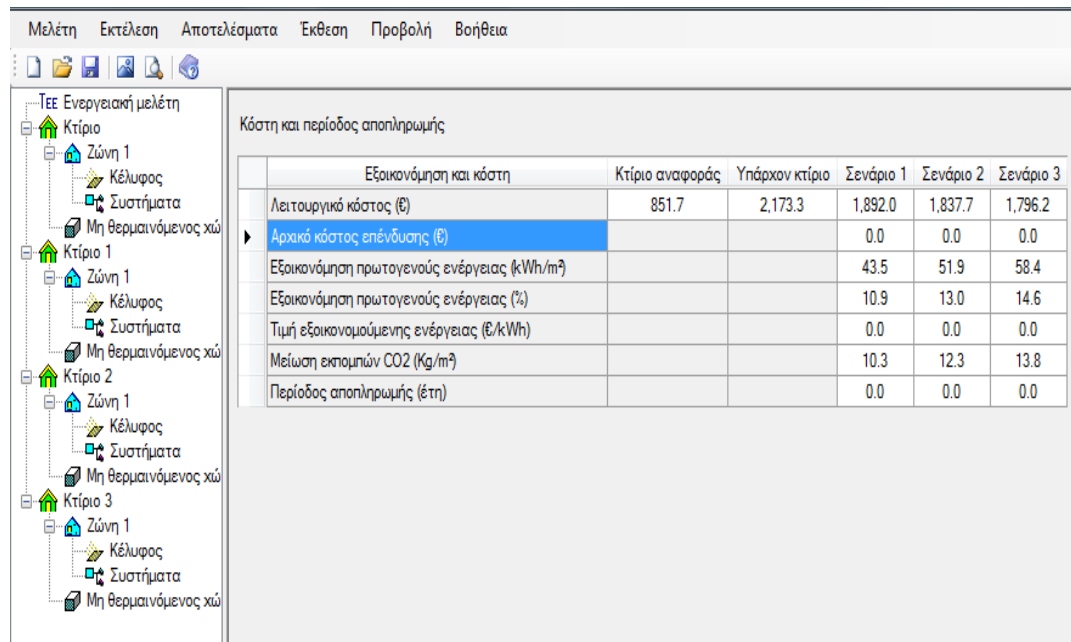 Μελέτη Εκτέλεση Αποτελέσματα Έκθεση Προβολή Βοήθεια
ΤΕΕ Ενεργειακή μελέτη
Κτίριο
Ζώνη 1
Κέλυφος
Συστήματα
Μη θερμαινόμενος χώ
Κτίριο 1
Ζώνη 1
Κέλυφος
Συστήματα
Μη θερμαινόμενος χώ
Κτίριο 2
Ζώνη 1
Κέλυφος
Συστήματα
Μη θερμαινόμενος χώ
Κτίριο 3
Ζώνη 1
Κέλυφος
Συστήματα
Μη θερμαινόμενος χώ
Κόστη και περίοδος αποπληρωμής
Εξοικονόμηση και κόστη Κτίριο αναφοράς Υπάρχον κτίριο Σενάριο 1 Σενάριο 2 Σενάριο 3
Λειτουργικό κόστος (€) 851.7 2,173.3 1,892.0 1,837.7 1,796.2
Αρχικό κόστος επένδυσης (€) 0.0 0.0 0.0
Εξοικονόμηση πρωτογενούς ενέργειας (kWh/m²) 43.5 51.9 58.4
Εξοικονόμηση πρωτογενούς ενέργειας (%) 10.9 13.0 14.6
Τιμή εξοικονομούμενης ενέργειας (€/kWh) 0.0 0.0 0.0
Μείωση εκπομπών CO2 (Kg/m²) 10.3 12.3 13.8
Περίοδος αποπληρωμής (έτη) 0.0 0.0 0.0